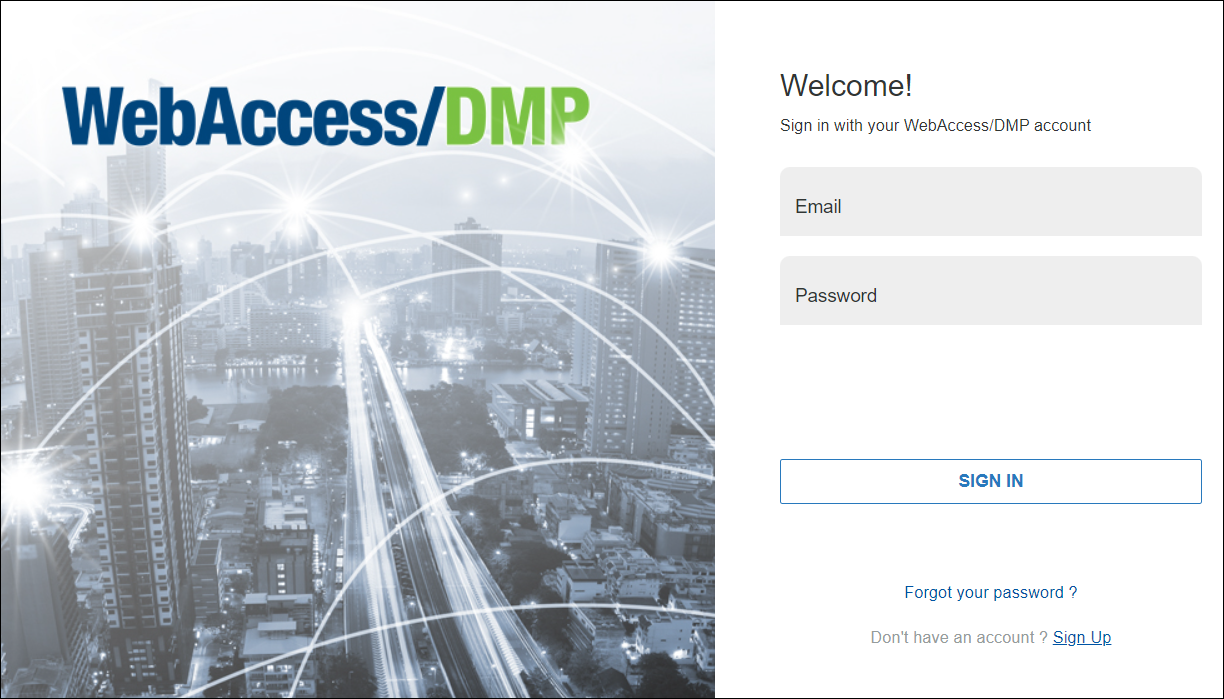 WebAccess/DMP
Welcome!
Sign in with your WebAccess/DMP account
Email
Password
SIGN IN
Forgot your password ?
Don't have an account ? Sign Up